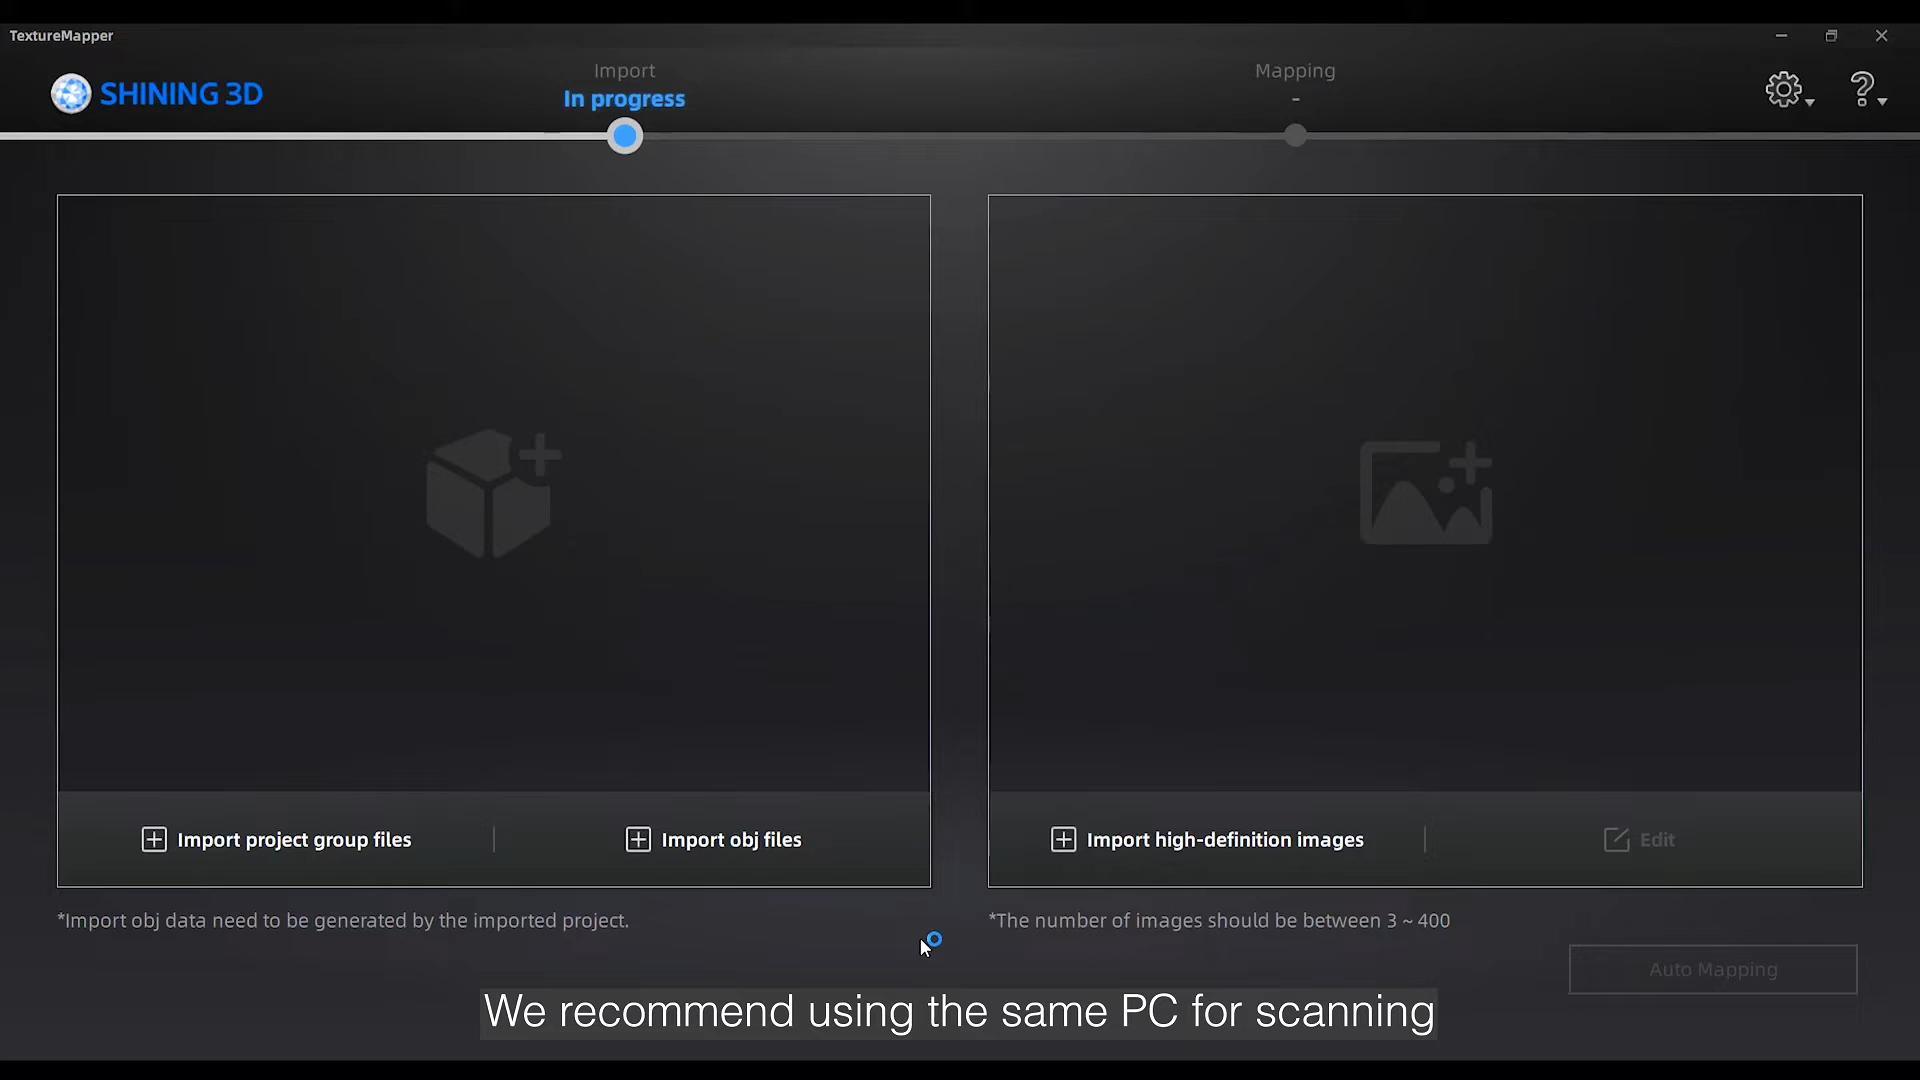 TextureMapper
SHINING 3D
Import
In progress
Mapping
-
Import project group files
Import obj files
Import high-definition images
Edit
*Import obj data need to be generated by the imported project.
*The number of images should be between 3 ~ 400
Auto Mapping
We recommend using the same PC for scanning